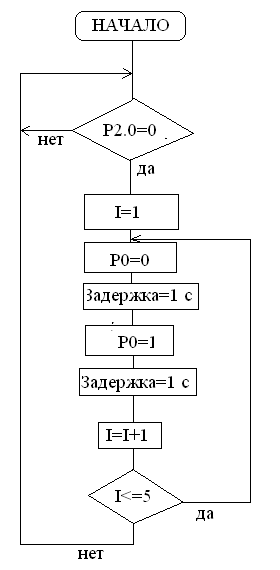 НАЧАЛО
P2.0=0
нет
да
I=1
P0=0
Задержка=1 с
P0=1
Задержка=1 с
I=I+1
I<=5
да
нет